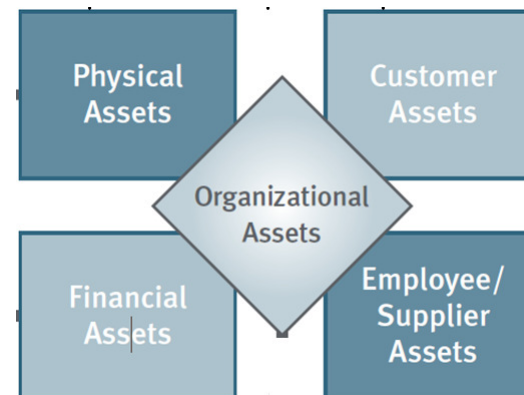 Physical
Assets
Customer
Assets
Organizational
Assets
Financial
Assets
Employee/
Supplier
Assets